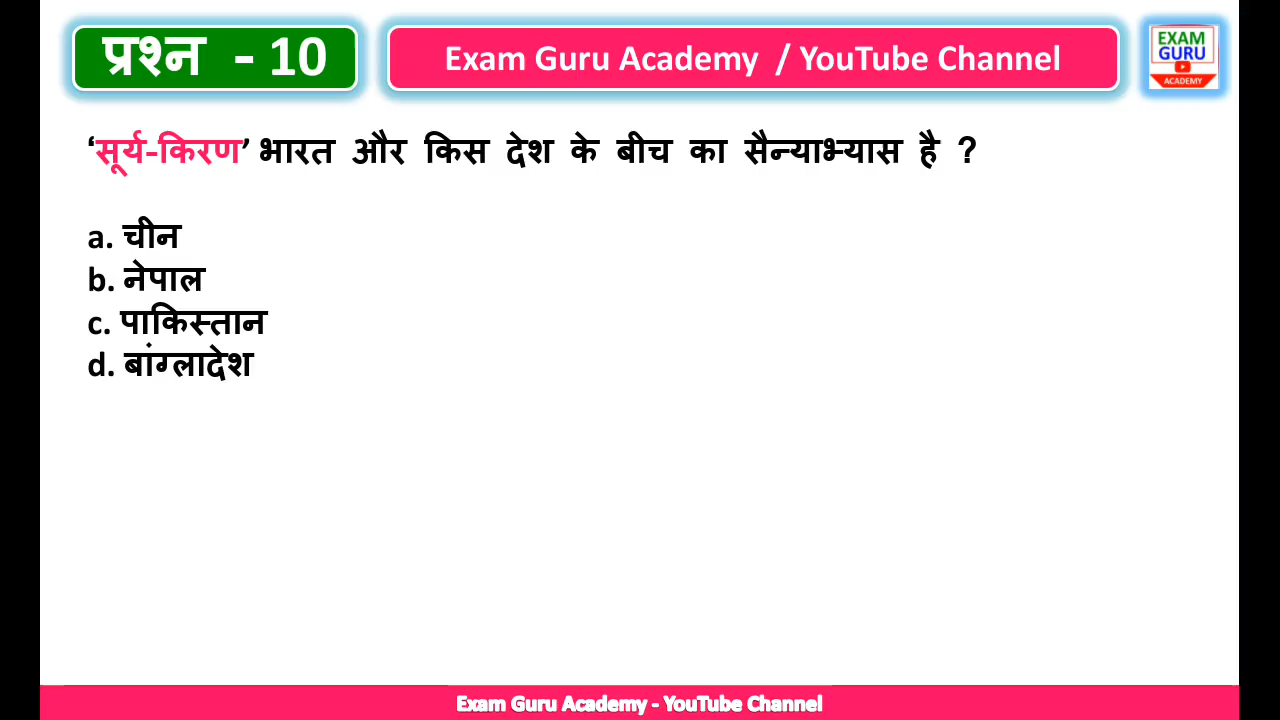 प्रश्न - 10
Exam Guru Academy / YouTube Channel
EXAM
GURU
ACADEMY
‘सूर्य-किरण’ भारत और किस देश के बीच का सैन्याभ्यास है ?
a. चीन
b. नेपाल
c. पाकिस्तान
d. बांग्लादेश
Exam Guru Academy - YouTube Channel